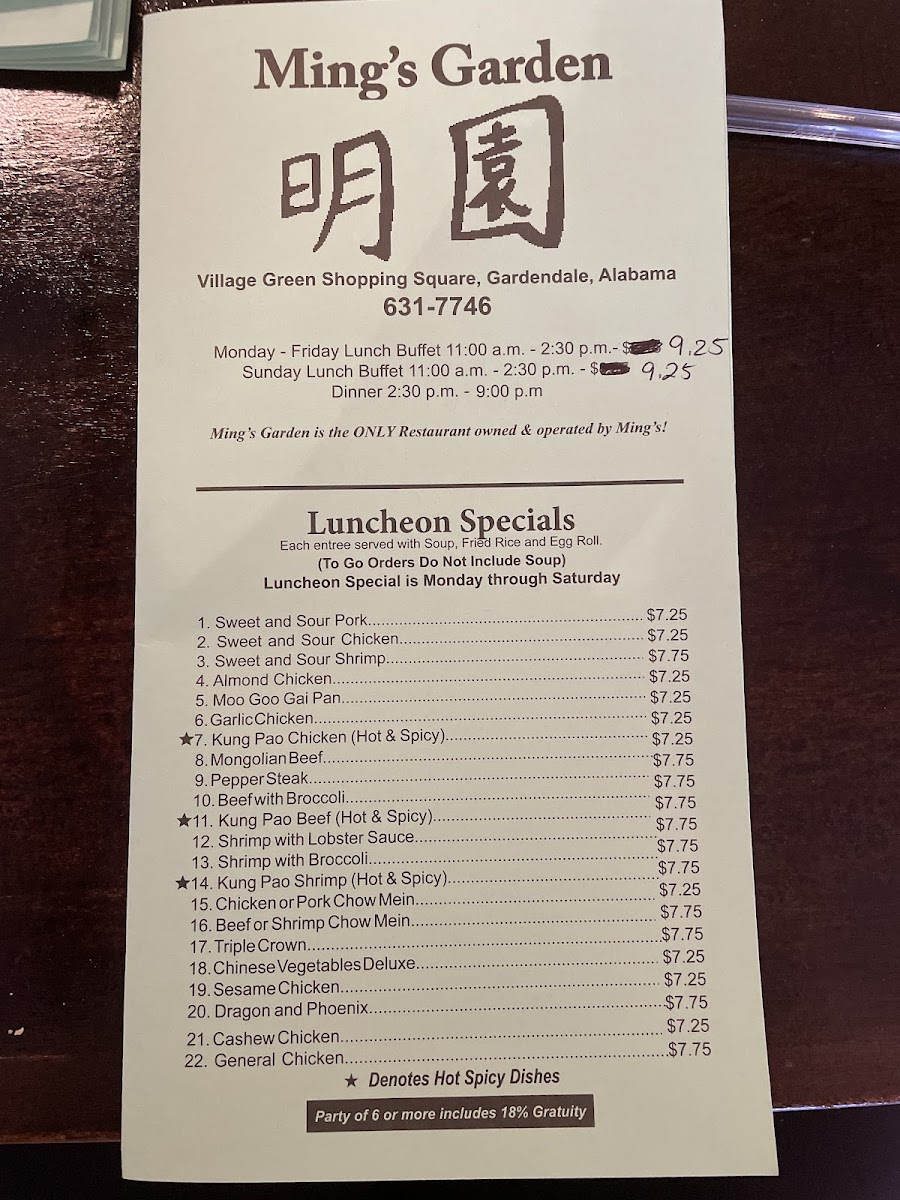 Ming's Garden
明園
Village Green Shopping Square, Gardendale, Alabama
631-7746
Monday - Friday Lunch Buffet 11:00 a.m. - 2:30 p.m.- $ 9.25
Sunday Lunch Buffet 11:00 a.m. - 2:30 p.m. - $ 9.25
Dinner 2:30 p.m. - 9:00 p.m
Ming's Garden is the ONLY Restaurant owned & operated by Ming's!
Luncheon Specials
Each entree served with Soup, Fried Rice and Egg Roll.
(To Go Orders Do Not Include Soup)
Luncheon Special is Monday through Saturday
1. Sweet and Sour Pork $7.25
2. Sweet and Sour Chicken $7.25
3. Sweet and Sour Shrimp $7.75
4. Almond Chicken $7.25
5. Moo Goo Gai Pan $7.25
6. Garlic Chicken $7.25
★7. Kung Pao Chicken (Hot & Spicy) $7.25
8. Mongolian Beef $7.75
9. Pepper Steak $7.75
10. Beef with Broccoli $7.75
★11. Kung Pao Beef (Hot & Spicy) $7.75
12. Shrimp with Lobster Sauce $7.75
13. Shrimp with Broccoli $7.75
★14. Kung Pao Shrimp (Hot & Spicy) $7.25
15. Chicken or Pork Chow Mein $7.75
16. Beef or Shrimp Chow Mein $7.75
17. Triple Crown $7.25
18. Chinese Vegetables Deluxe $7.25
19. Sesame Chicken $7.75
20. Dragon and Phoenix $7.25
21. Cashew Chicken $7.75
22. General Chicken
★ Denotes Hot Spicy Dishes
Party of 6 or more includes 18% Gratuity